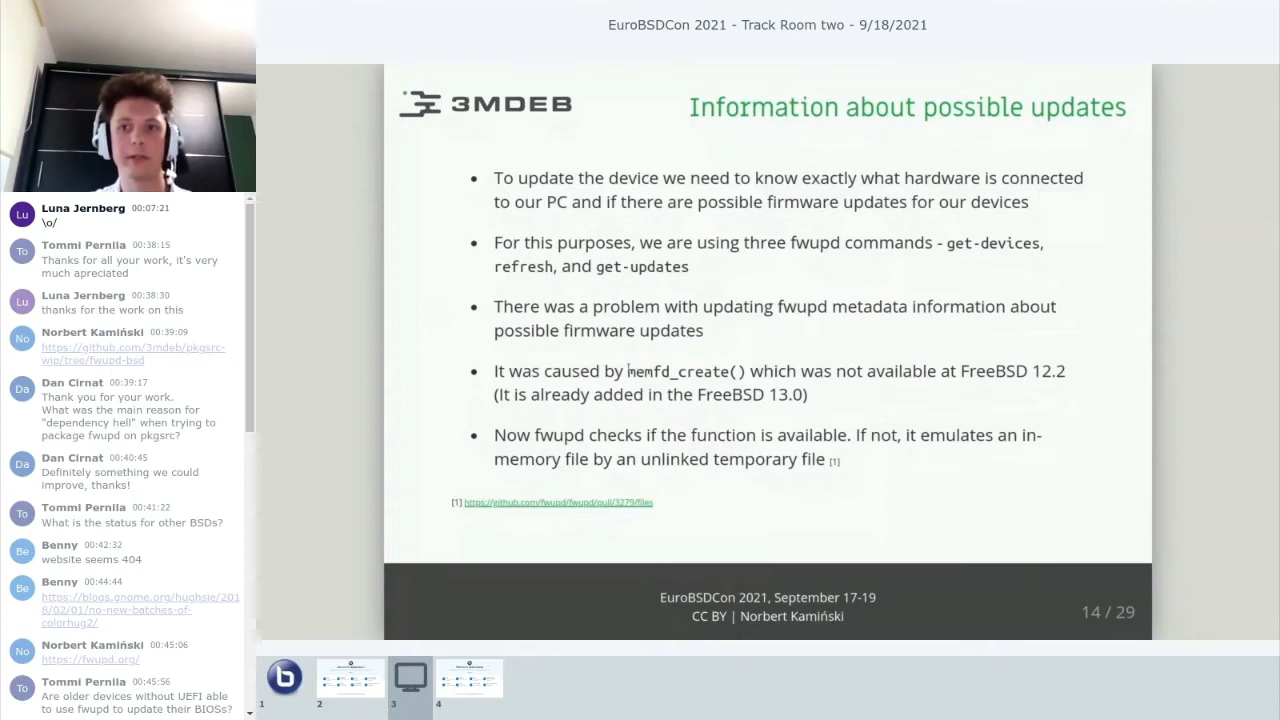 EuroBSDCon 2021 - Track Room two - 9/18/2021
3MDEB
Information about possible updates
To update the device we need to know exactly what hardware is connected
to our PC and if there are possible firmware updates for our devices
For this purposes, we are using three fwupd commands - get-devices,
refresh, and get-updates
There was a problem with updating fwupd metadata information about
possible firmware updates
It was caused by memfd_create() which was not available at FreeBSD 12.2
(It is already added in the FreeBSD 13.0)
Now fwupd checks if the function is available. If not, it emulates an in-
memory file by an unlinked temporary file [1]
[1] https://github.com/fwupd/fwupd/pull/3279/files
EuroBSDCon 2021, September 17-19
CC BY | Norbert Kamiński
14 / 29
Lu
Luna Jernberg 00:07:21
\o/
To
Tommi Pernila 00:38:15
Thanks for all your work, it's very
much apreciated
Lu
Luna Jernberg 00:38:30
thanks for the work on this
No
Norbert Kamiński 00:39:09
https://github.com/3mdeb/pkgsrc-
wip/tree/fwupd-bsd
Da
Dan Cirnat 00:39:17
Thank you for your work.
What was the main reason for
"dependency hell" when trying to
package fwupd on pkgsrc?
Da
Dan Cirnat 00:40:45
Definitely something we could
improve, thanks!
To
Tommi Pernila 00:41:22
What is the status for other BSDs?
Be
Benny 00:42:32
website seems 404
Be
Benny 00:44:44
https://blogs.gnome.org/hughsie/201
8/02/01/no-new-batches-of-
colorhug2/
No
Norbert Kamiński 00:45:06
https://fwupd.org/
To
Tommi Pernila 00:45:56
Are older devices without UEFI able
to use fwupd to update their BIOSs?
b
1
2
3
4